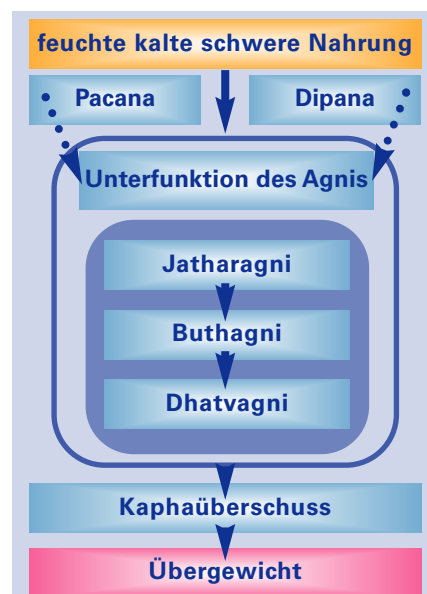 feuchte kalte schwere Nahrung
Pacana
Dipana
Unterfunktion des Agnis
Jatharagni
Buthagni
Dhatvagni
Kaphaüberschuss
Übergewicht